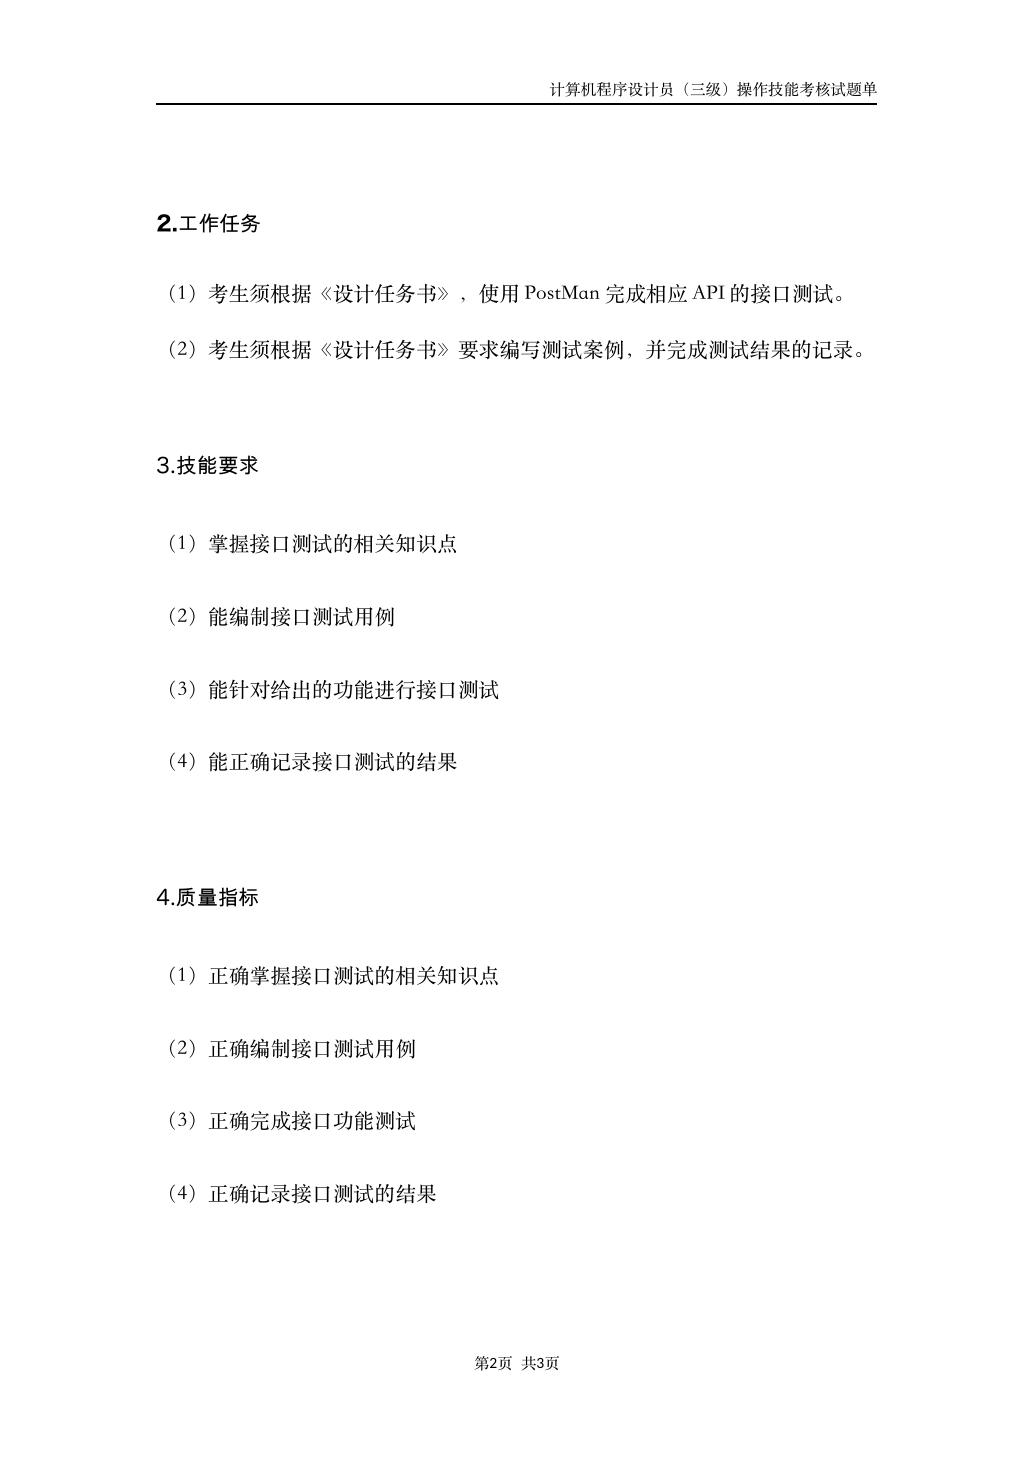 计算机程序设计员（三级）操作技能考核试题单
2.工作任务
（1）考生须根据《设计任务书》，使用 PostMan 完成相应 API 的接口测试。
（2）考生须根据《设计任务书》要求编写测试案例，并完成测试结果的记录。
3.技能要求
（1）掌握接口测试的相关知识点
（2）能编制接口测试用例
（3）能针对给出的功能进行接口测试
（4）能正确记录接口测试的结果
4.质量指标
（1）正确掌握接口测试的相关知识点
（2）正确编制接口测试用例
（3）正确完成接口功能测试
（4）正确记录接口测试的结果
第2页 共3页